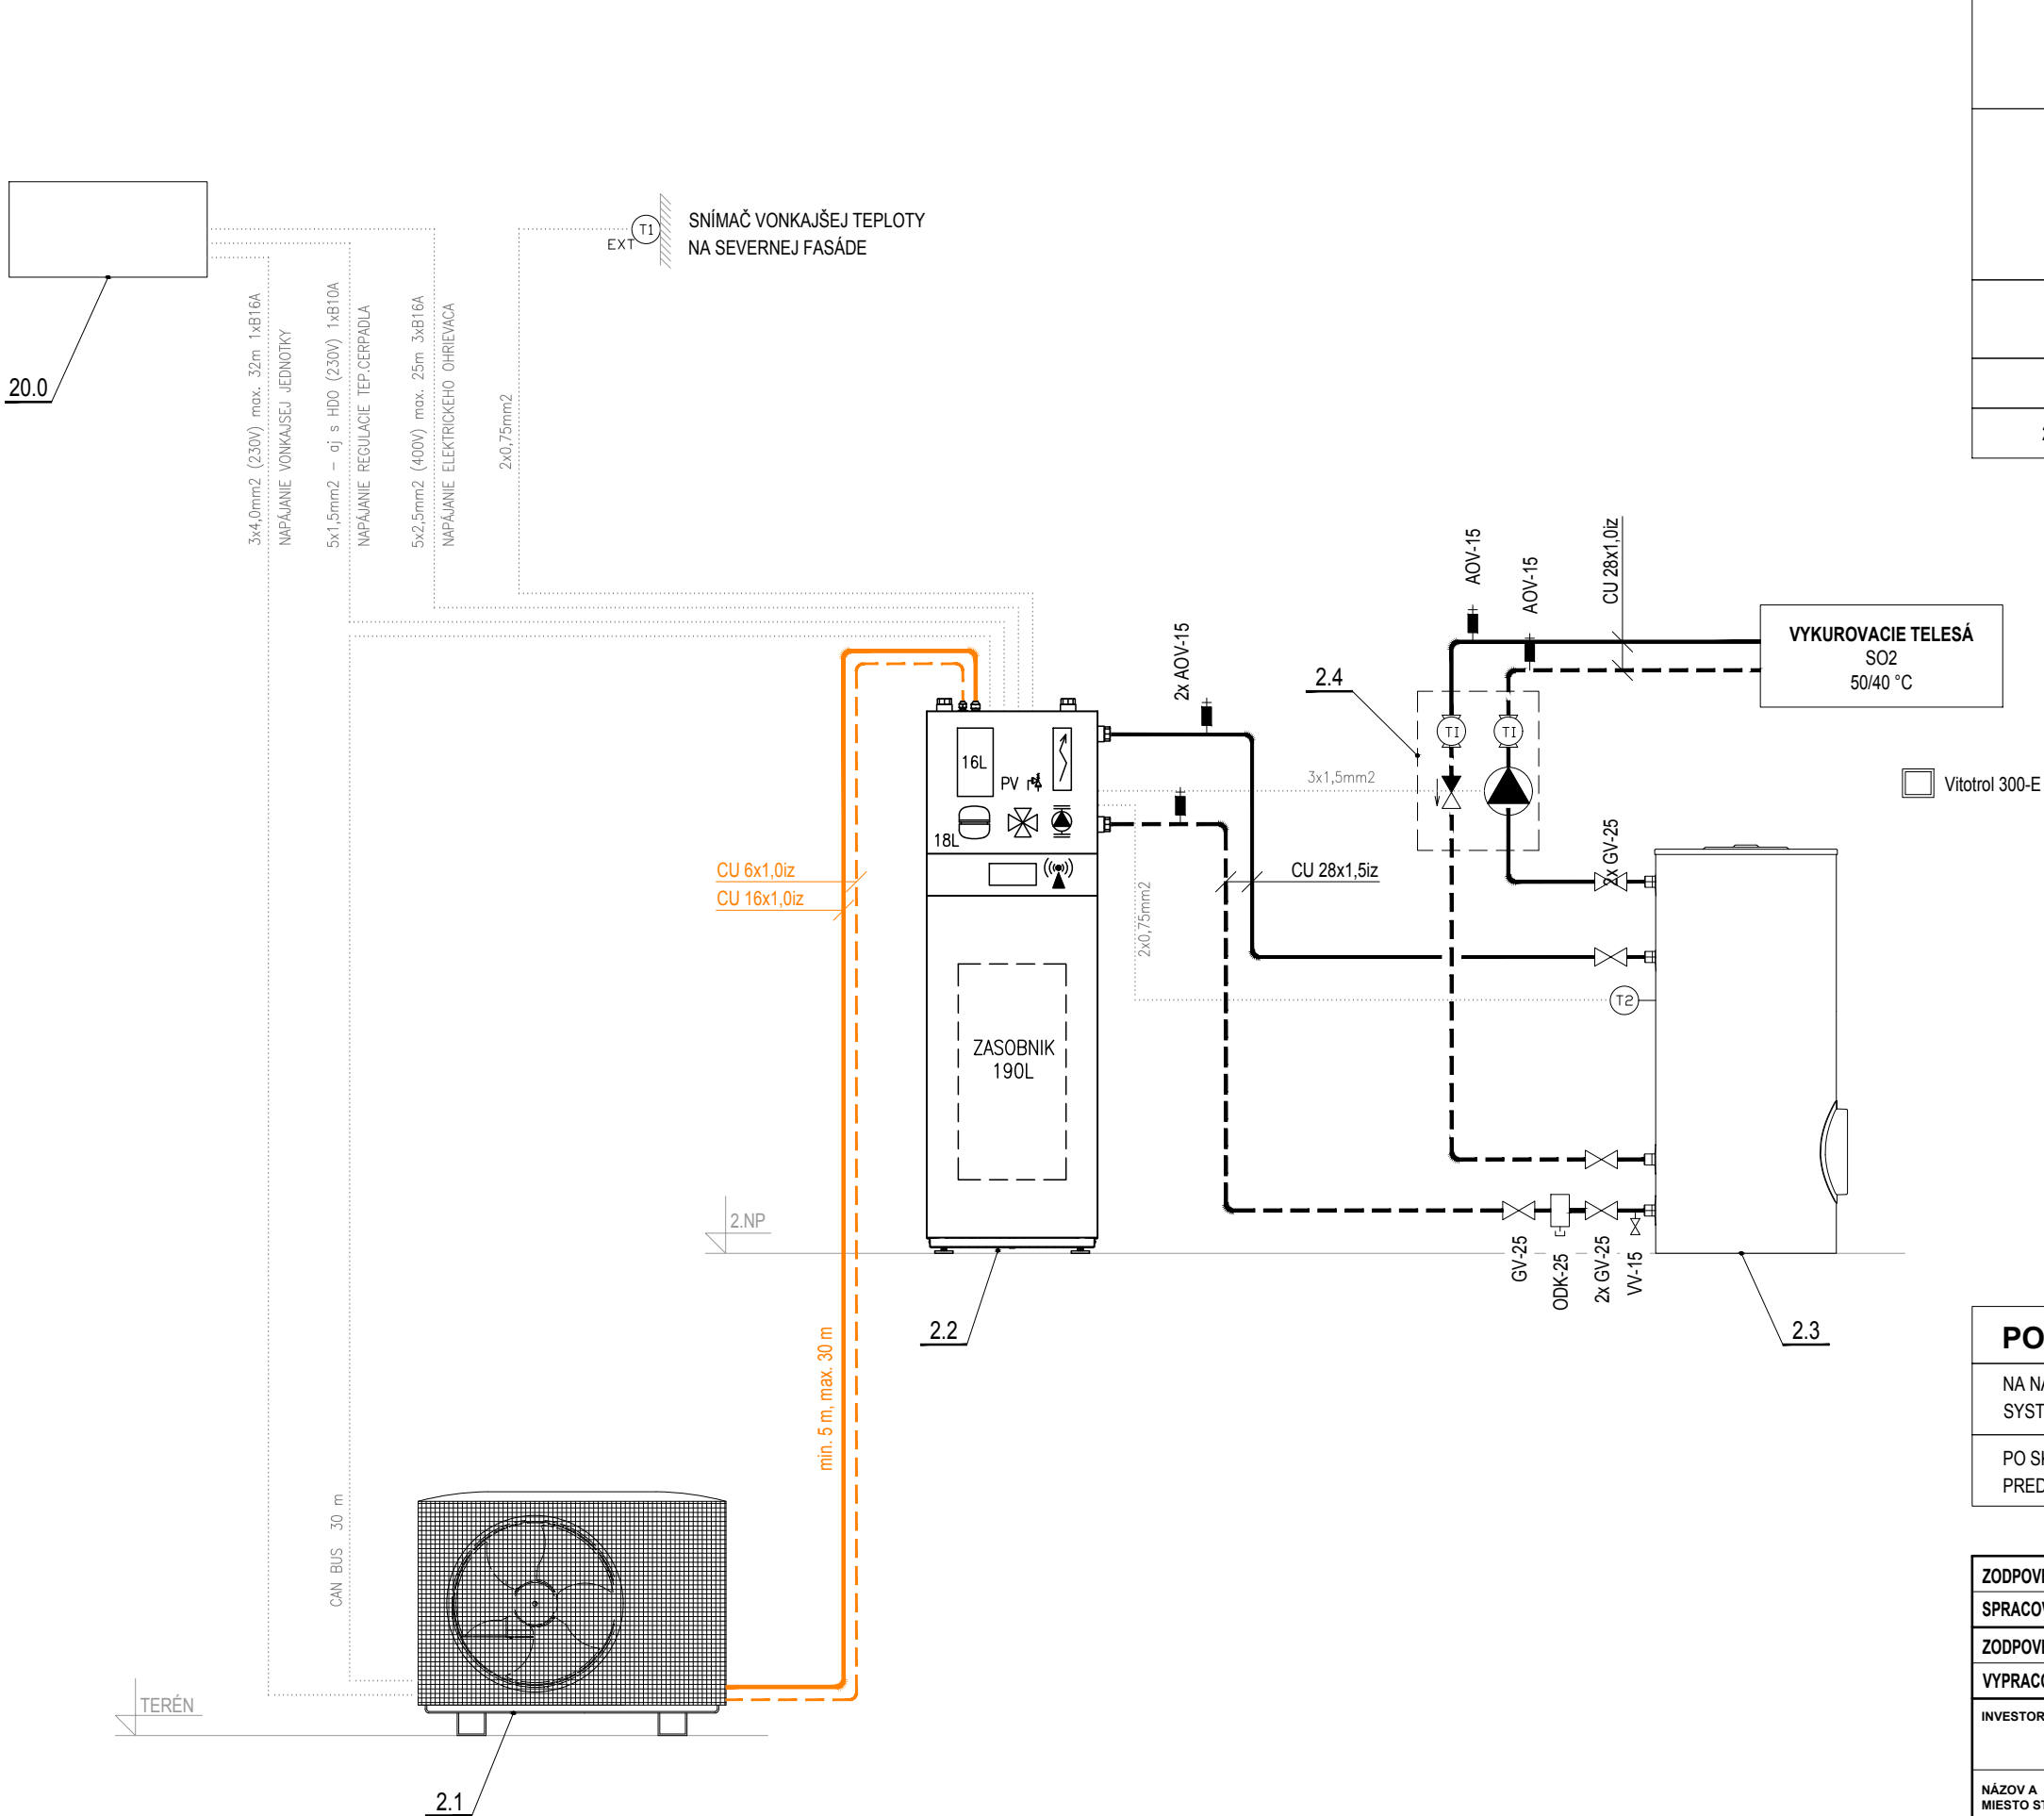 SNÍMAČ VONKAJŠEJ TEPLOTY
NA SEVERNEJ FASÁDE
T1
EXT
20.0
3x4,0mm2 (230V) max. 32m 1xB16A
NAPÁJANIE VONKAJSEJ JEDNOTKY
5x1,5mm2 – aj s HDO (230V) 1xB10A
NAPÁJANIE REGULACIE TEP.CERPADLA
5x2,5mm2 (400V) max. 25m 3xB16A
NAPÁJANIE ELEKTRICKEHO OHRIEVACA
2x0,75mm2
AOV-15
AOV-15
CU 28x1,0iz
VYKUROVACIE TELESÁ
SO2
50/40 °C
2x AOV-15
2.4
TI
TI
16L
PV
18L
3x1,5mm2
Vitotrol 300-E
2x GV-25
CU 6x1,0iz
CU 16x1,0iz
CU 28x1,5iz
2x0,75mm2
T2
ZASOBNIK
190L
2.NP
GV-25
ODK-25
2x GV-25
VV-15
2.2
2.3
min. 5 m, max. 30 m
CAN BUS 30 m
TERÉN
2.1
PO
NA NA
SYST
PO SK
PRED
ZODPOV
SPRACOV
ZODPOV
VYPRACO
INVESTOR
NÁZOV A
MIESTO ST